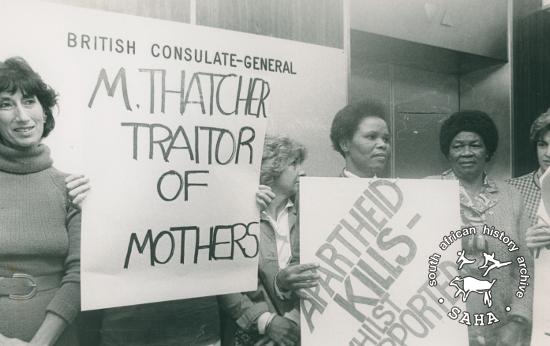 BRITISH CONSULATE-GENERAL
M. THATCHER
TRAITOR
OF
MOTHERS
APARTHEID
KILLS-
south african history archive
SAHA